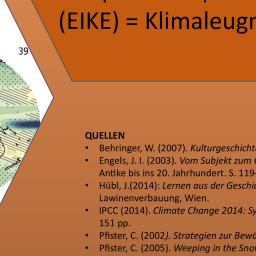 (EIKE) = Klimaleugn
39
QUELLEN
• Behringer, W. (2007). Kulturgeschicht
• Engels, J. I. (2003). Vom Subjekt zum
Antike bis ins 20. Jahrhundert. S. 119-
• Hübl, J.(2014): Lernen aus der Geschic
Lawinenverbauung, Wien.
• IPCC (2014). Climate Change 2014: Sy
151 pp.
• Pfister, C. (2002). Strategien zur Bewä
• Pfister, C. (2005). Weeping in the Snow